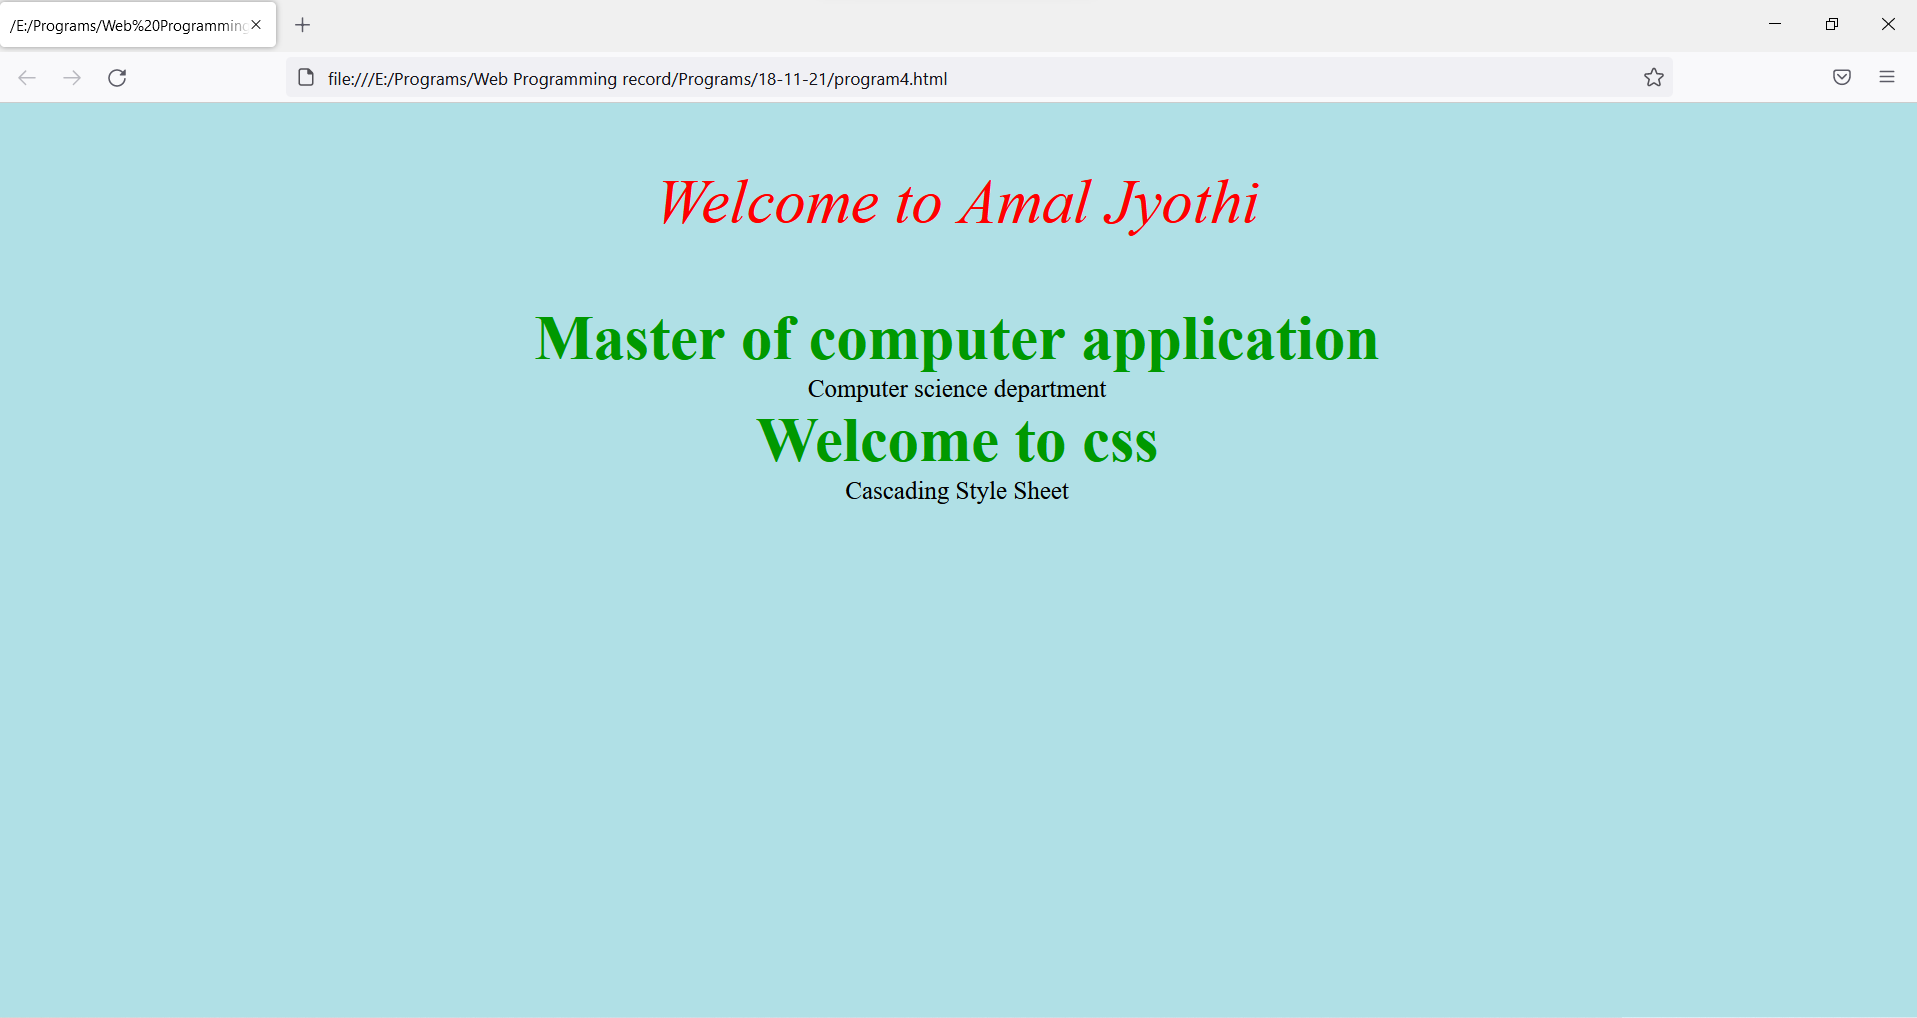 /E:/Programs/Web%20Programming
file:///E:/Programs/Web Programming record/Programs/18-11-21/program4.html
Welcome to Amal Jyothi
Master of computer application
Computer science department
Welcome to css
Cascading Style Sheet